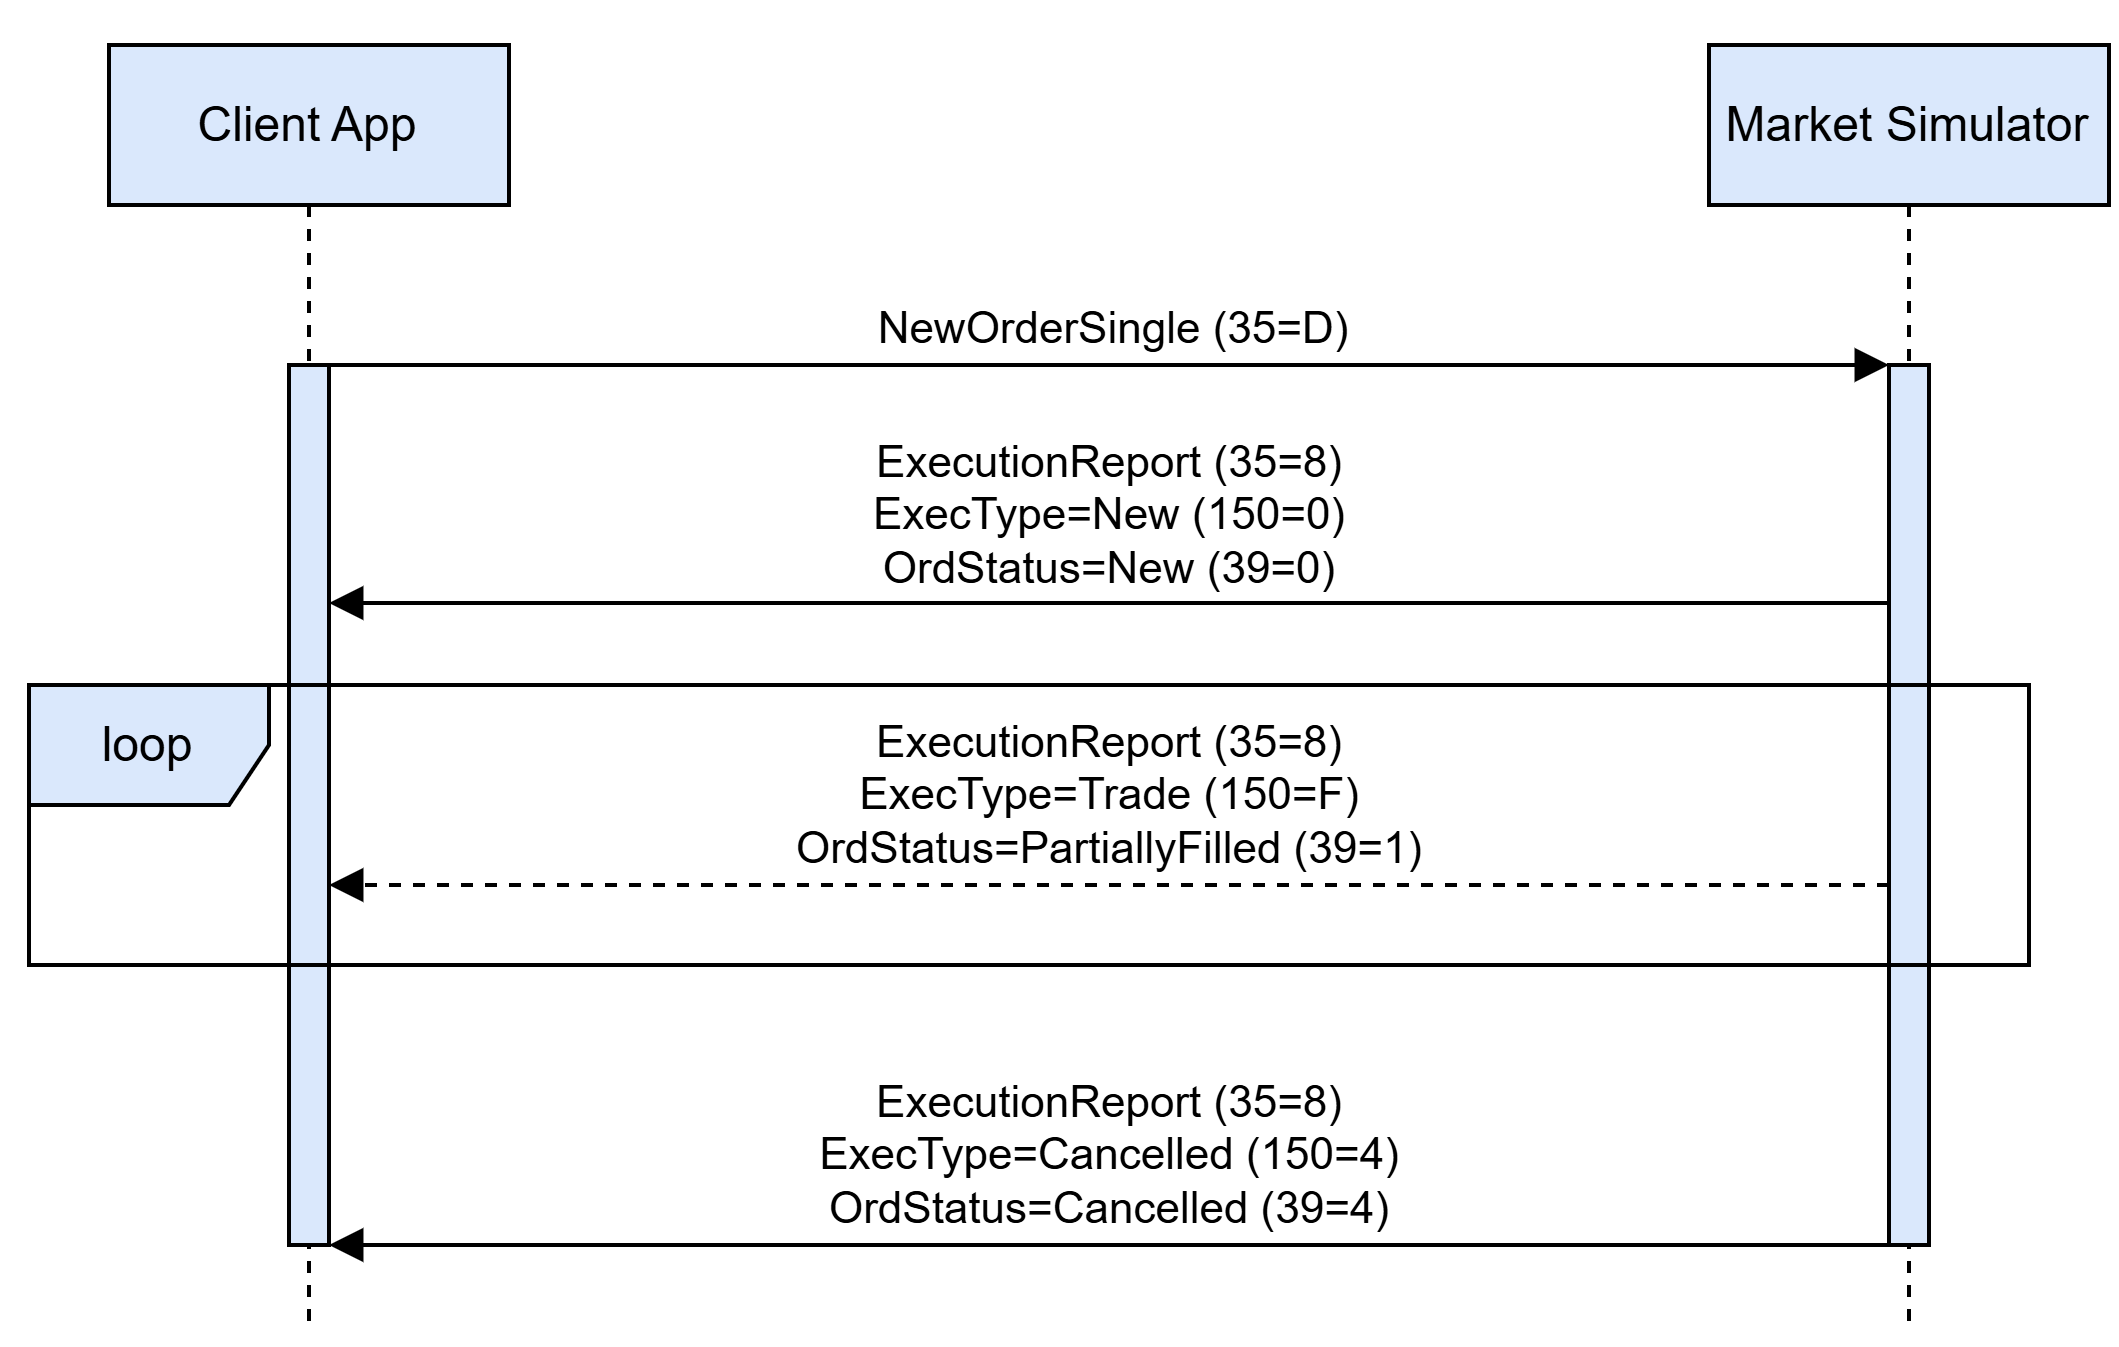 Client App
Market Simulator
NewOrderSingle (35=D)
ExecutionReport (35=8)
ExecType=New (150=0)
OrdStatus=New (39=0)
loop
ExecutionReport (35=8)
ExecType=Trade (150=F)
OrdStatus=PartiallyFilled (39=1)
ExecutionReport (35=8)
ExecType=Cancelled (150=4)
OrdStatus=Cancelled (39=4)